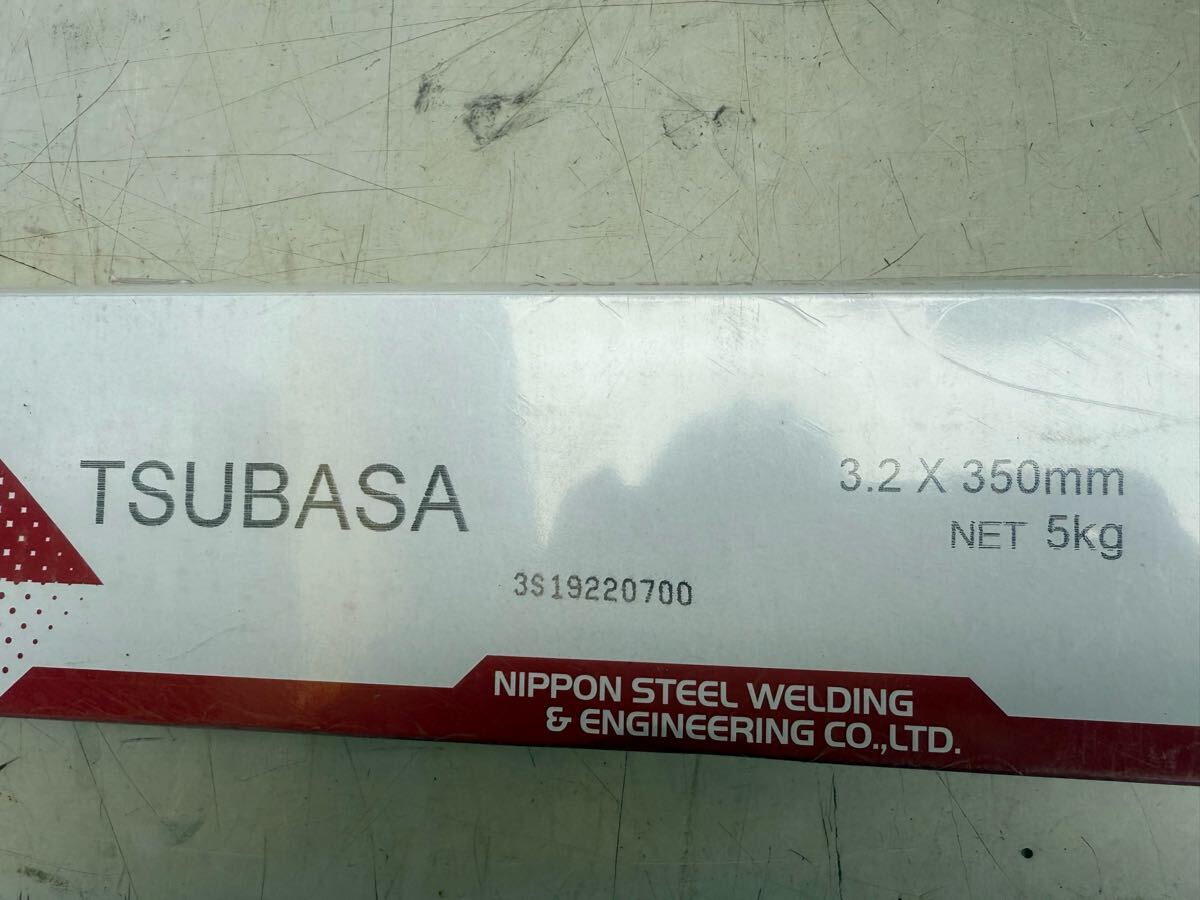 TSUBASA
3.2 X 350mm
NET 5kg
3S19220700
NIPPON STEEL WELDING
& ENGINEERING CO.,LTD.